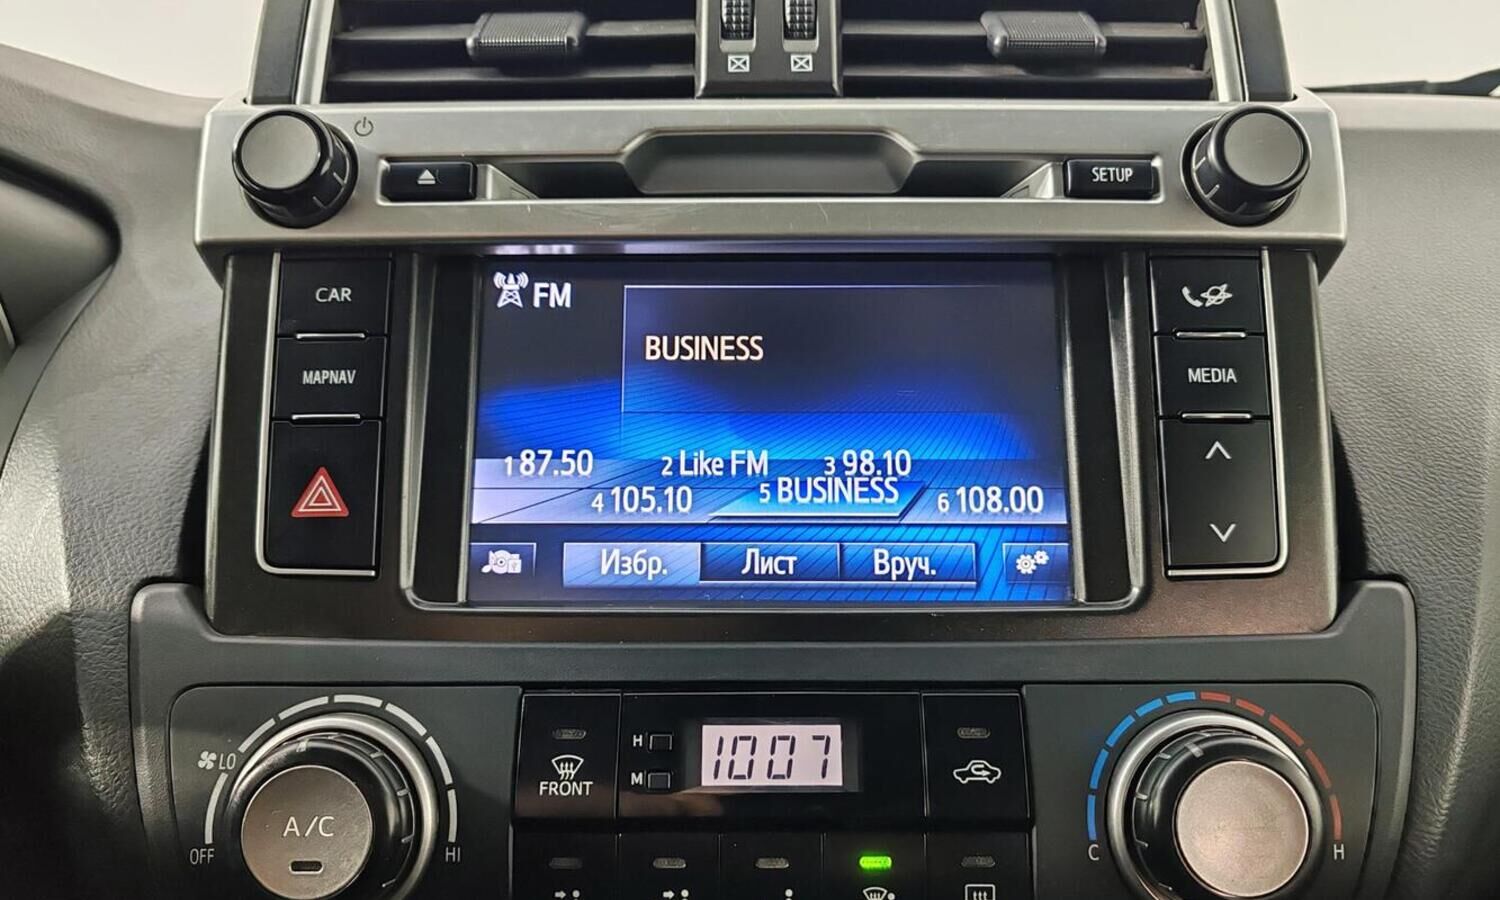 SETUP
CAR
MAPNAV
MEDIA
FM
BUSINESS
1 87.50 2 Like FM 3 98.10
4 105.10 5 BUSINESS 6 108.00
Избр. Лист Вруч.
LO
OFF
HI
A/C
FRONT
H
M
1007
C
H